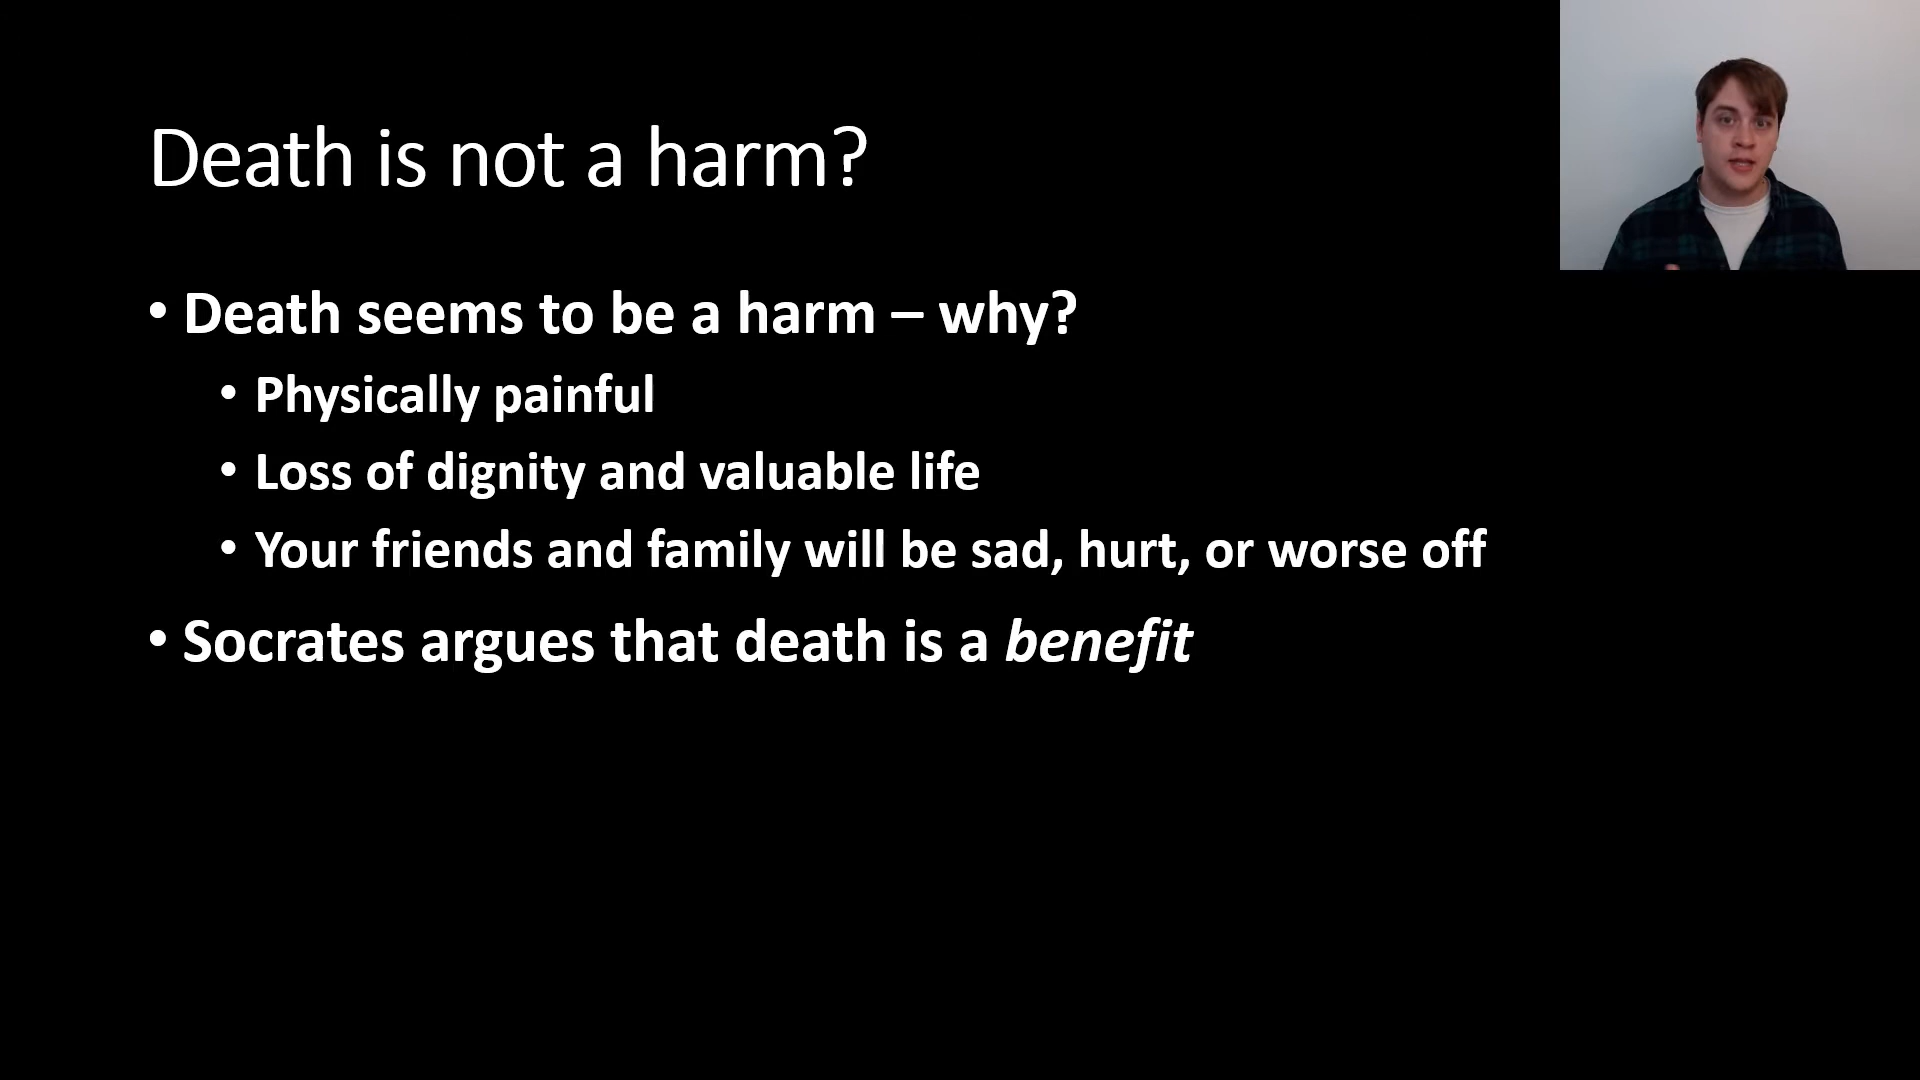 Death is not a harm?
• Death seems to be a harm – why?
• Physically painful
• Loss of dignity and valuable life
• Your friends and family will be sad, hurt, or worse off
• Socrates argues that death is a benefit